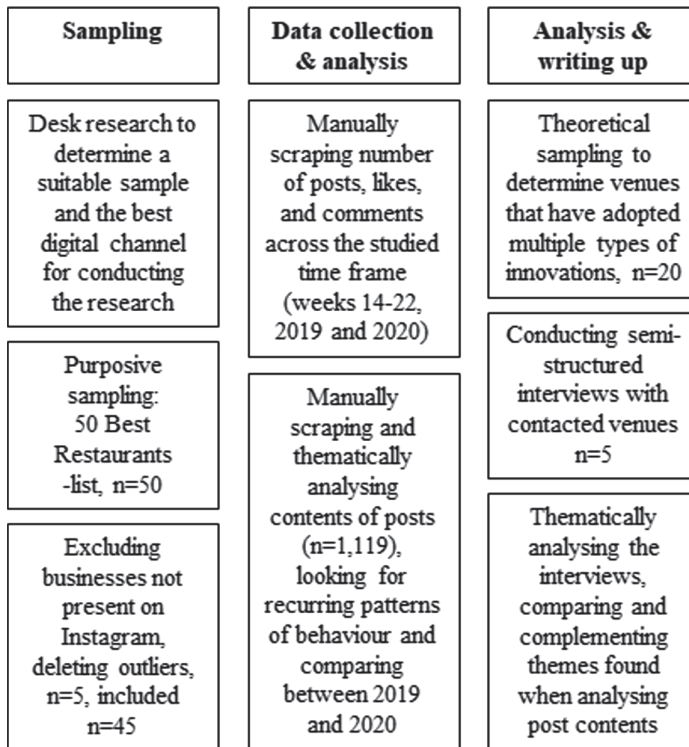 Sampling
Desk research to
determine a
suitable sample
and the best
digital channel
for conducting
the research
Purposive
sampling:
50 Best
Restaurants
-list, n=50
Excluding
businesses not
present on
Instagram,
deleting outliers,
n=5, included
n=45
Data collection
& analysis
Manually
scraping number
of posts, likes,
and comments
across the studied
time frame
(weeks 14-22,
2019 and 2020)
Manually
scraping and
thematically
analysing
contents of posts
(n=1,119),
looking for
recurring patterns
of behaviour and
comparing
between 2019
and 2020
Analysis &
writing up
Theoretical
sampling to
determine venues
that have adopted
multiple types of
innovations, n=20
Conducting semi-
structured
interviews with
contacted venues
n=5
Thematically
analysing the
interviews,
comparing and
complementing
themes found
when analysing
post contents